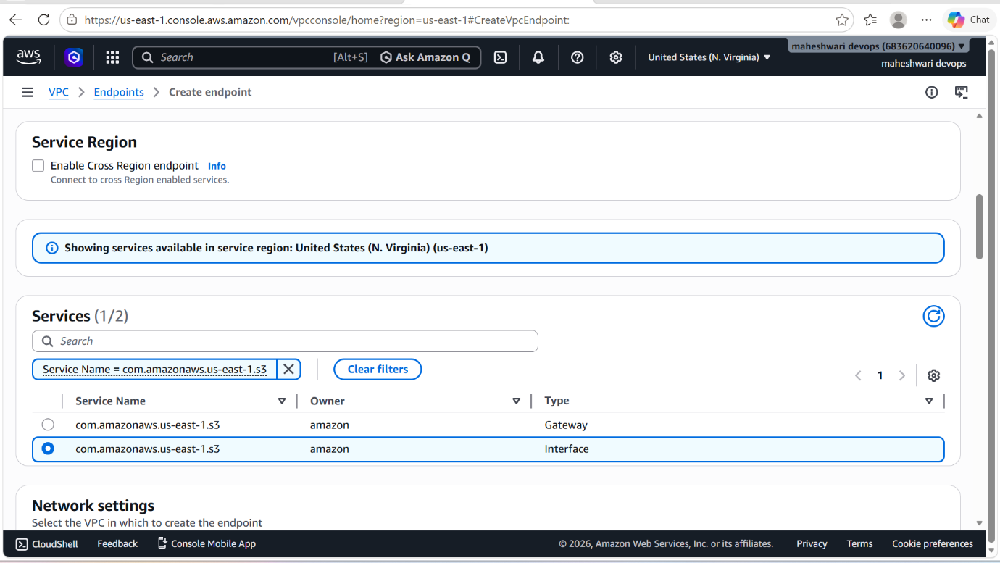 https://us-east-1.console.aws.amazon.com/vpcconsole/home?region=us-east-1#CreateVpcEndpoint:
Chat
aws
Search [Alt+S] Ask Amazon Q
United States (N. Virginia)
maheshwari devops (683620640096)
maheshwari devops
VPC > Endpoints > Create endpoint
Service Region
Enable Cross Region endpoint Info
Connect to cross Region enabled services.
Showing services available in service region: United States (N. Virginia) (us-east-1)
Services (1/2)
Search
Service Name = com.amazonaws.us-east-1.s3
Clear filters
1
Service Name Owner Type
com.amazonaws.us-east-1.s3 amazon Gateway
com.amazonaws.us-east-1.s3 amazon Interface
Network settings
Select the VPC in which to create the endpoint
CloudShell Feedback Console Mobile App © 2026, Amazon Web Services, Inc. or its affiliates. Privacy Terms Cookie preferences